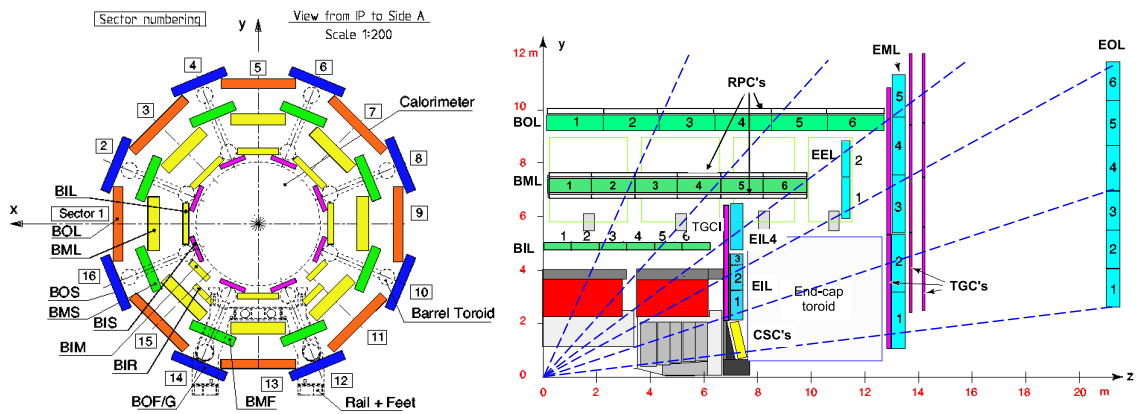 Sector numbering
y
View from IP to Side A
Scale 1:200
4
5
6
3
7
Calorimeter
2
8
BIL
x
Sector 1
9
BOL
BML
16
10
BOS
Barrel Toroid
BMS
BIS
15
11
BIM
BIR
14
13
12
BOF/G
BMF
Rail + Feet
12 m
y
EML
EOL
RPC's
10
BOL
1 2 3 4 5 6
8
EEL
BML
1 2 3 4 5 6
2
1
6
TGCI
BIL
1 2 3 4 5 6
EIL4
4
3
2
1
EIL
End-cap
toroid
TGC's
2
CSC's
5
4
3
2
1
6
5
4
3
2
1
0
0 2 4 6 8 10 12 14 16 18 20 m
z